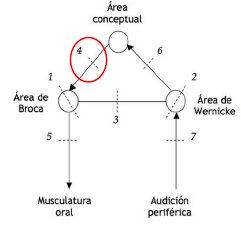 Área
conceptual
4
6
1
2
Área de
Broca
Área de
Wernicke
3
5
7
Musculatura
oral
Audición
periférica